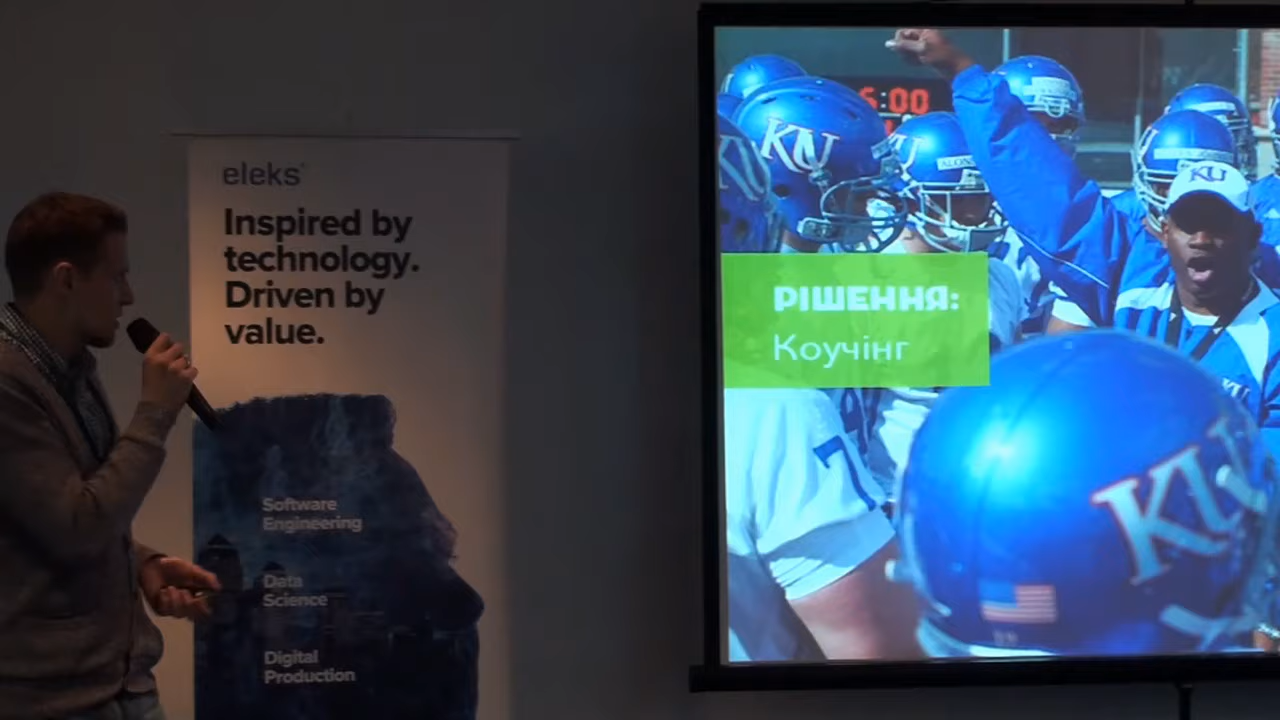 eleks
Inspired by
technology.
Driven by
value.
Software
Engineering
Data
Science
Digital
Production
6:00
KU
KU
KU
РІШЕННЯ:
Коучінг
7
KU